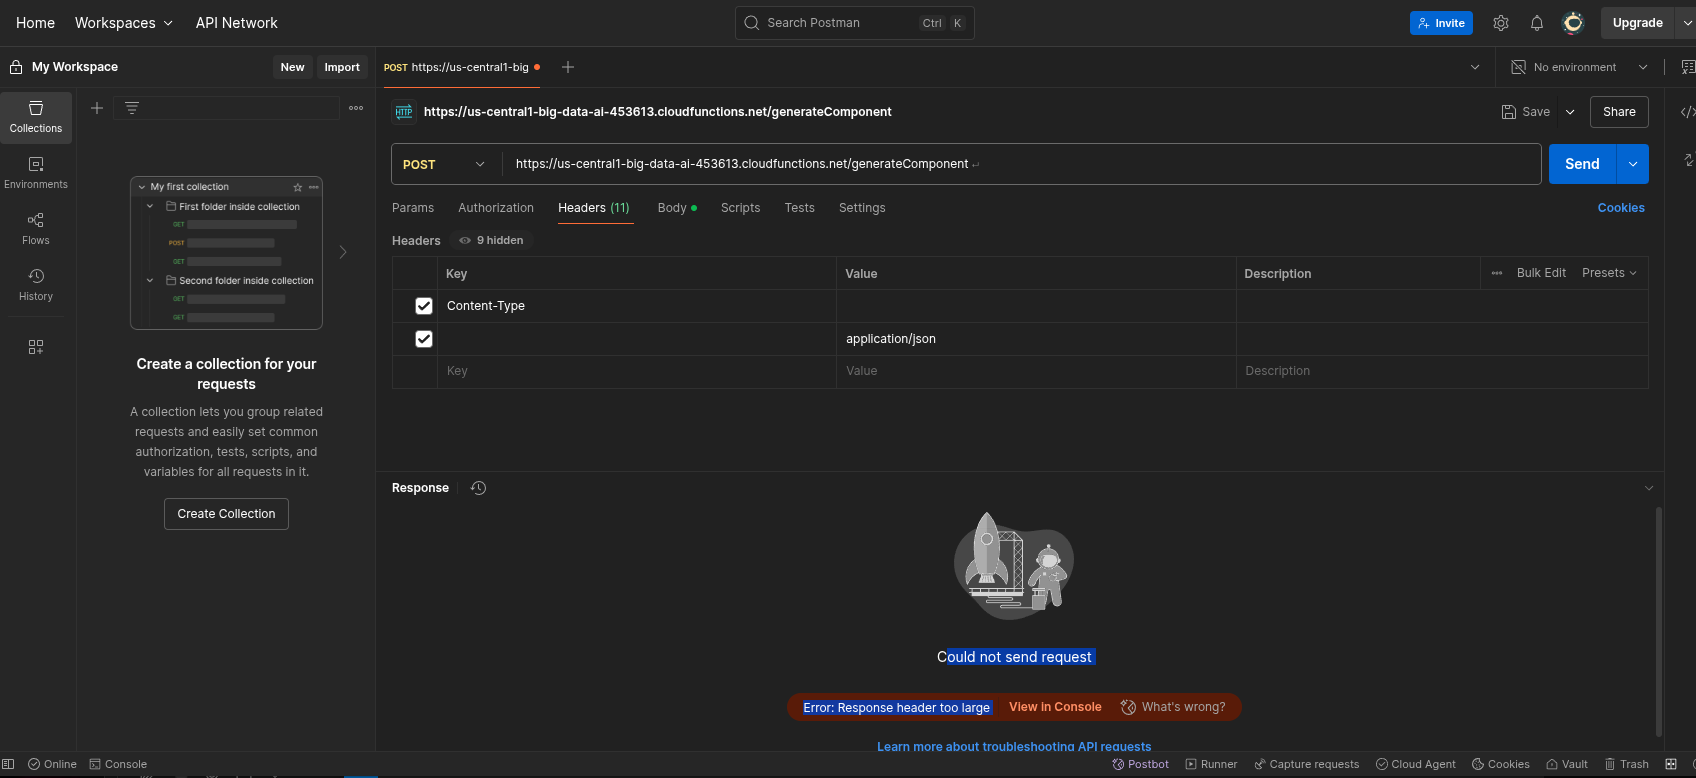 Home Workspaces API Network Search Postman Ctrl K Invite Upgrade
My Workspace New Import POST https://us-central1-big No environment
Collections
Environments
Flows
History
My first collection
First folder inside collection
GET
POST
GET
Second folder inside collection
GET
GET
Create a collection for your
requests
A collection lets you group related
requests and easily set common
authorization, tests, scripts, and
variables for all requests in it.
Create Collection
HTTP https://us-central1-big-data-ai-453613.cloudfunctions.net/generateComponent Save Share
POST https://us-central1-big-data-ai-453613.cloudfunctions.net/generateComponent Send
Params Authorization Headers (11) Body Scripts Tests Settings Cookies
Headers 9 hidden
Key Value Description Bulk Edit Presets
Content-Type
application/json
Key Value Description
Response
Could not send request
Error: Response header too large View in Console What's wrong?
Learn more about troubleshooting API requests
Online Console Postbot Runner Capture requests Cloud Agent Cookies Vault Trash